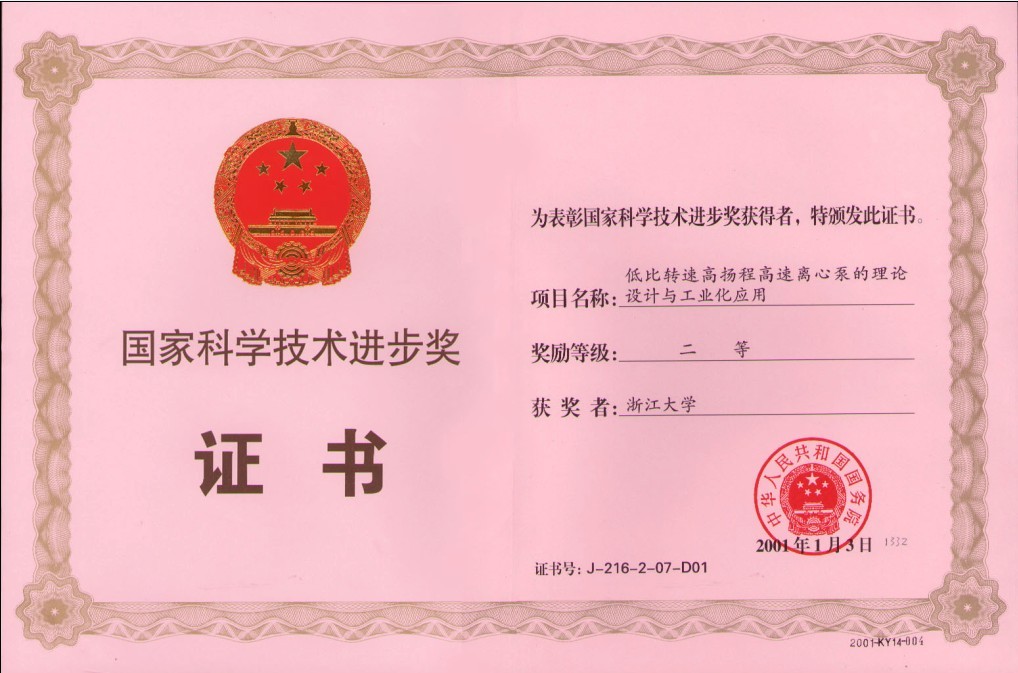 国家科学技术进步奖
证 书
为表彰国家科学技术进步奖获得者，特颁发此证书。
项目名称：低比转速高扬程高速离心泵的理论
设计与工业化应用
奖励等级：二 等
获 奖 者：浙江大学
中华人民共和国国务院
2001年1月3日 1532
证书号：J-216-2-07-D01
2001-KY14-004